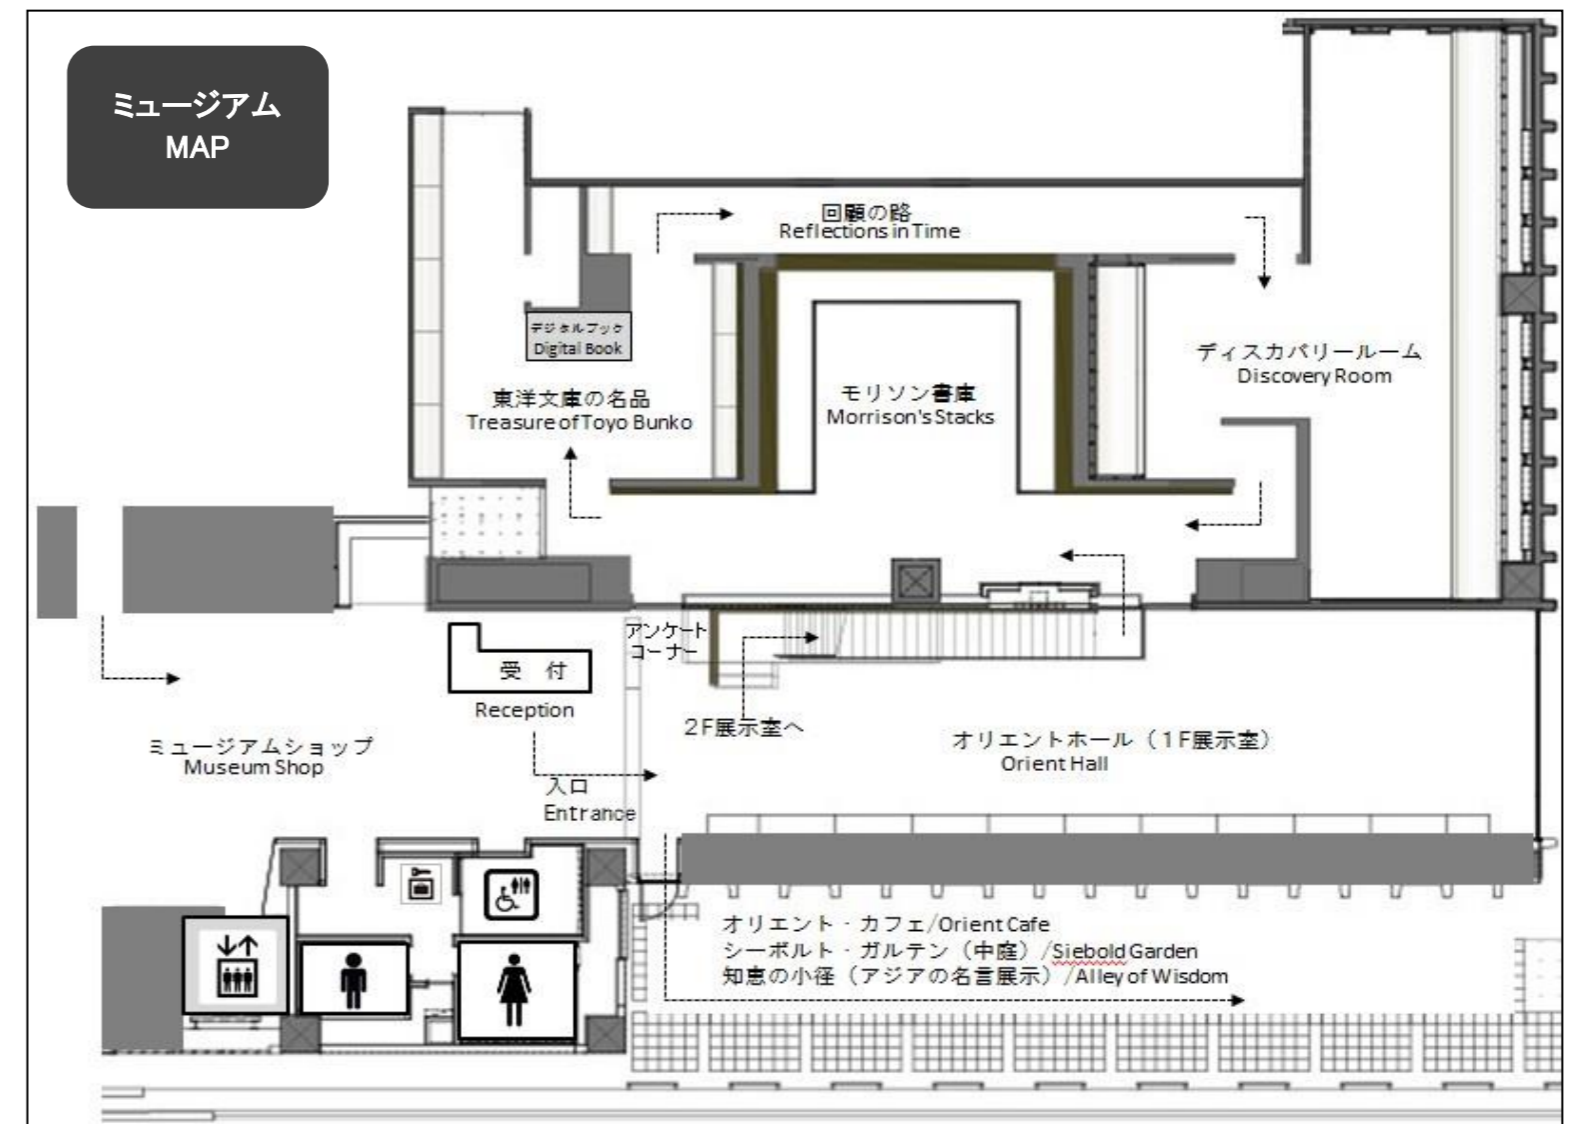 ミュージアム
MAP
回顧の路
Reflections in Time
デジタルブック
Digital Book
ディスカバリールーム
Discovery Room
東洋文庫の名品
Treasure of Toyo Bunko
モリソン書庫
Morrison's Stacks
アンケート
コーナー
受 付
Reception
2F展示室へ
ミュージアムショップ
Museum Shop
オリエントホール（1F展示室）
Orient Hall
入口
Entrance
オリエント・カフェ/Orient Cafe
シーボルト・ガルテン（中庭）/Siebold Garden
知恵の小径（アジアの名言展示）/Alley of Wisdom